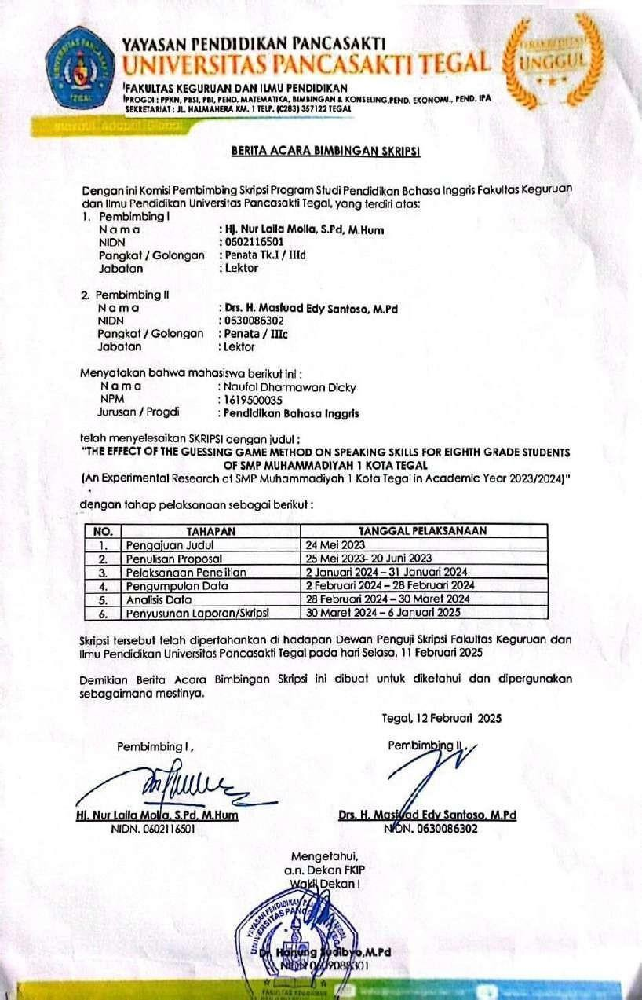 YAYASAN PENDIDIKAN PANCASAKTI
UNIVERSITAS PANCASAKTI TEGAL
FAKULTAS KEGURUAN DAN ILMU PENDIDIKAN
PROGDI : PPKN, PBSI, PBI, PEND. MATEMATIKA, BIMBINGAN & KONSELING,PEND. EKONOMI., PEND. IPA
SEKRETARIAT : JL. HALMAHERA KM. 1 TELP. (0283) 357122 TEGAL
UNIVERSITAS PANCASAKTI
TEGAL
TERAKREDITASI
UNGGUL
Adaptif Global
BERITA ACARA BIMBINGAN SKRIPSI
Dengan ini Komisi Pembimbing Skripsi Program Studi Pendidikan Bahasa Inggris Fakultas Keguruan
dan Ilmu Pendidikan Universitas Pancasakti Tegal, yang terdiri atas:
1. Pembimbing I
N a m a : Hj. Nur Laila Molla, S.Pd, M.Hum
NIDN : 0602116501
Pangkat / Golongan : Penata Tk.I / IIId
Jabatan : Lektor
2. Pembimbing II
N a m a : Drs. H. Masfuad Edy Santoso, M.Pd
NIDN : 0630086302
Pangkat / Golongan : Penata / IIIc
Jabatan : Lektor
Menyatakan bahwa mahasiswa berikut ini :
N a m a : Naufal Dharmawan Dicky
NPM : 1619500035
Jurusan / Progdi : Pendidikan Bahasa Inggris
telah menyelesaikan SKRIPSI dengan judul :
"THE EFFECT OF THE GUESSING GAME METHOD ON SPEAKING SKILLS FOR EIGHTH GRADE STUDENTS
OF SMP MUHAMMADIYAH 1 KOTA TEGAL
(An Experimental Research at SMP Muhammadiyah 1 Kota Tegal in Academic Year 2023/2024)"
dengan tahap pelaksanaan sebagai berikut :
NO. TAHAPAN TANGGAL PELAKSANAAN
1. Pengajuan Judul 24 Mei 2023
2. Penulisan Proposal 25 Mei 2023- 20 Juni 2023
3. Pelaksanaan Penelitian 2 Januari 2024 – 31 Januari 2024
4. Pengumpulan Data 2 Februari 2024 – 28 Februari 2024
5. Analisis Data 28 Februari 2024 – 30 Maret 2024
6. Penyusunan Laporan/Skripsi 30 Maret 2024 – 6 Januari 2025
Skripsi tersebut telah dipertahankan di hadapan Dewan Penguji Skripsi Fakultas Keguruan dan
Ilmu Pendidikan Universitas Pancasakti Tegal pada hari Selasa, 11 Februari 2025
Demikian Berita Acara Bimbingan Skripsi ini dibuat untuk diketahui dan dipergunakan
sebagaimana mestinya.
Tegal, 12 Februari 2025
Pembimbing I , Pembimbing II ,
Hj. Nur Laila Molla, S.Pd, M.Hum Drs. H. Masfuad Edy Santoso, M.Pd
NIDN. 0602116501 NIDN. 0630086302
Mengetahui,
a.n. Dekan FKIP
Wakil Dekan I
YAYASAN PENDIDIKAN
UNIVERSITAS PANCASAKTI TEGAL
Dr. Hanung Sudibyo,M.Pd
NIDN 0609088301
FAKULTAS KEGURUAN